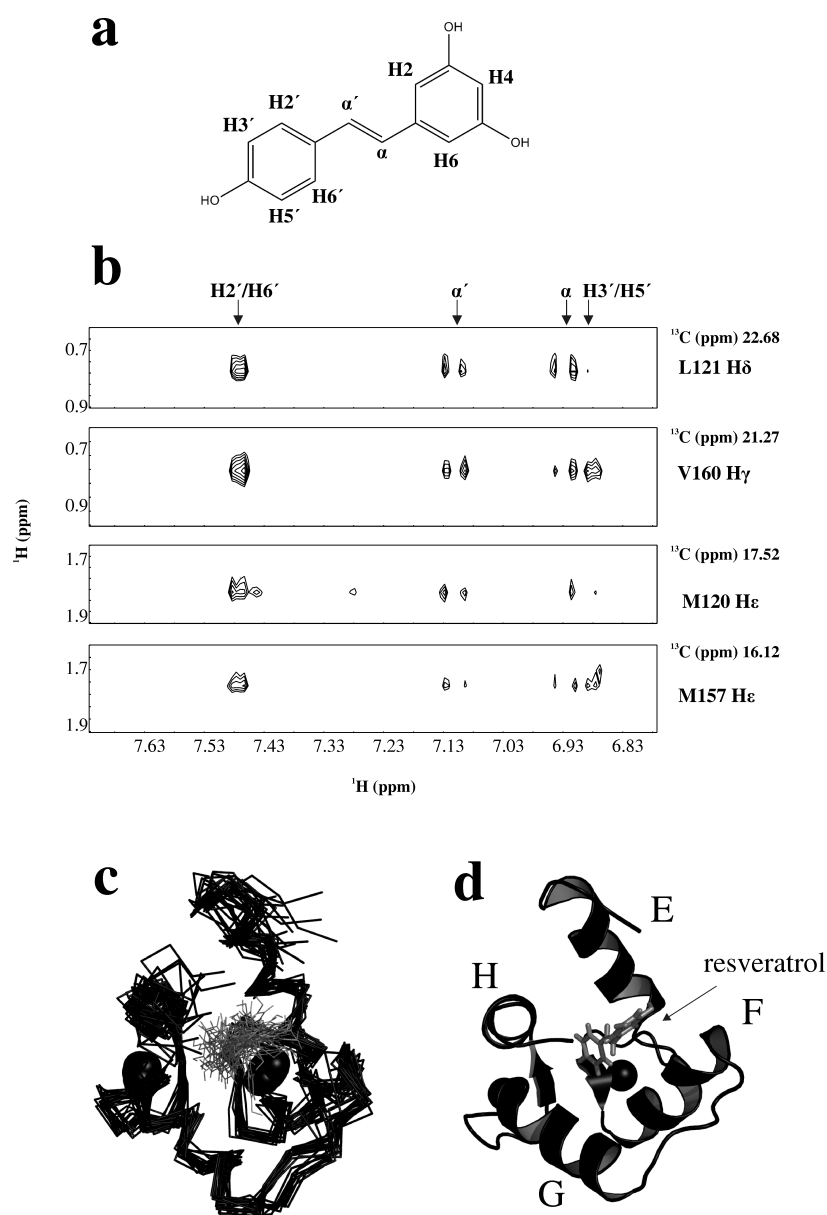 a
OH
H2
H4
H2´
α´
H3´
α
H6
OH
H6´
HO
H5´
b
H2´/H6´ α´ α H3´/H5´
0.7
0.9
¹³C (ppm) 22.68
L121 Hδ
0.7
0.9
¹³C (ppm) 21.27
V160 Hγ
¹H (ppm)
1.7
1.9
¹³C (ppm) 17.52
M120 Hε
1.7
1.9
¹³C (ppm) 16.12
M157 Hε
7.63 7.53 7.43 7.33 7.23 7.13 7.03 6.93 6.83
¹H (ppm)
c
d
E
resveratrol
H
F
G